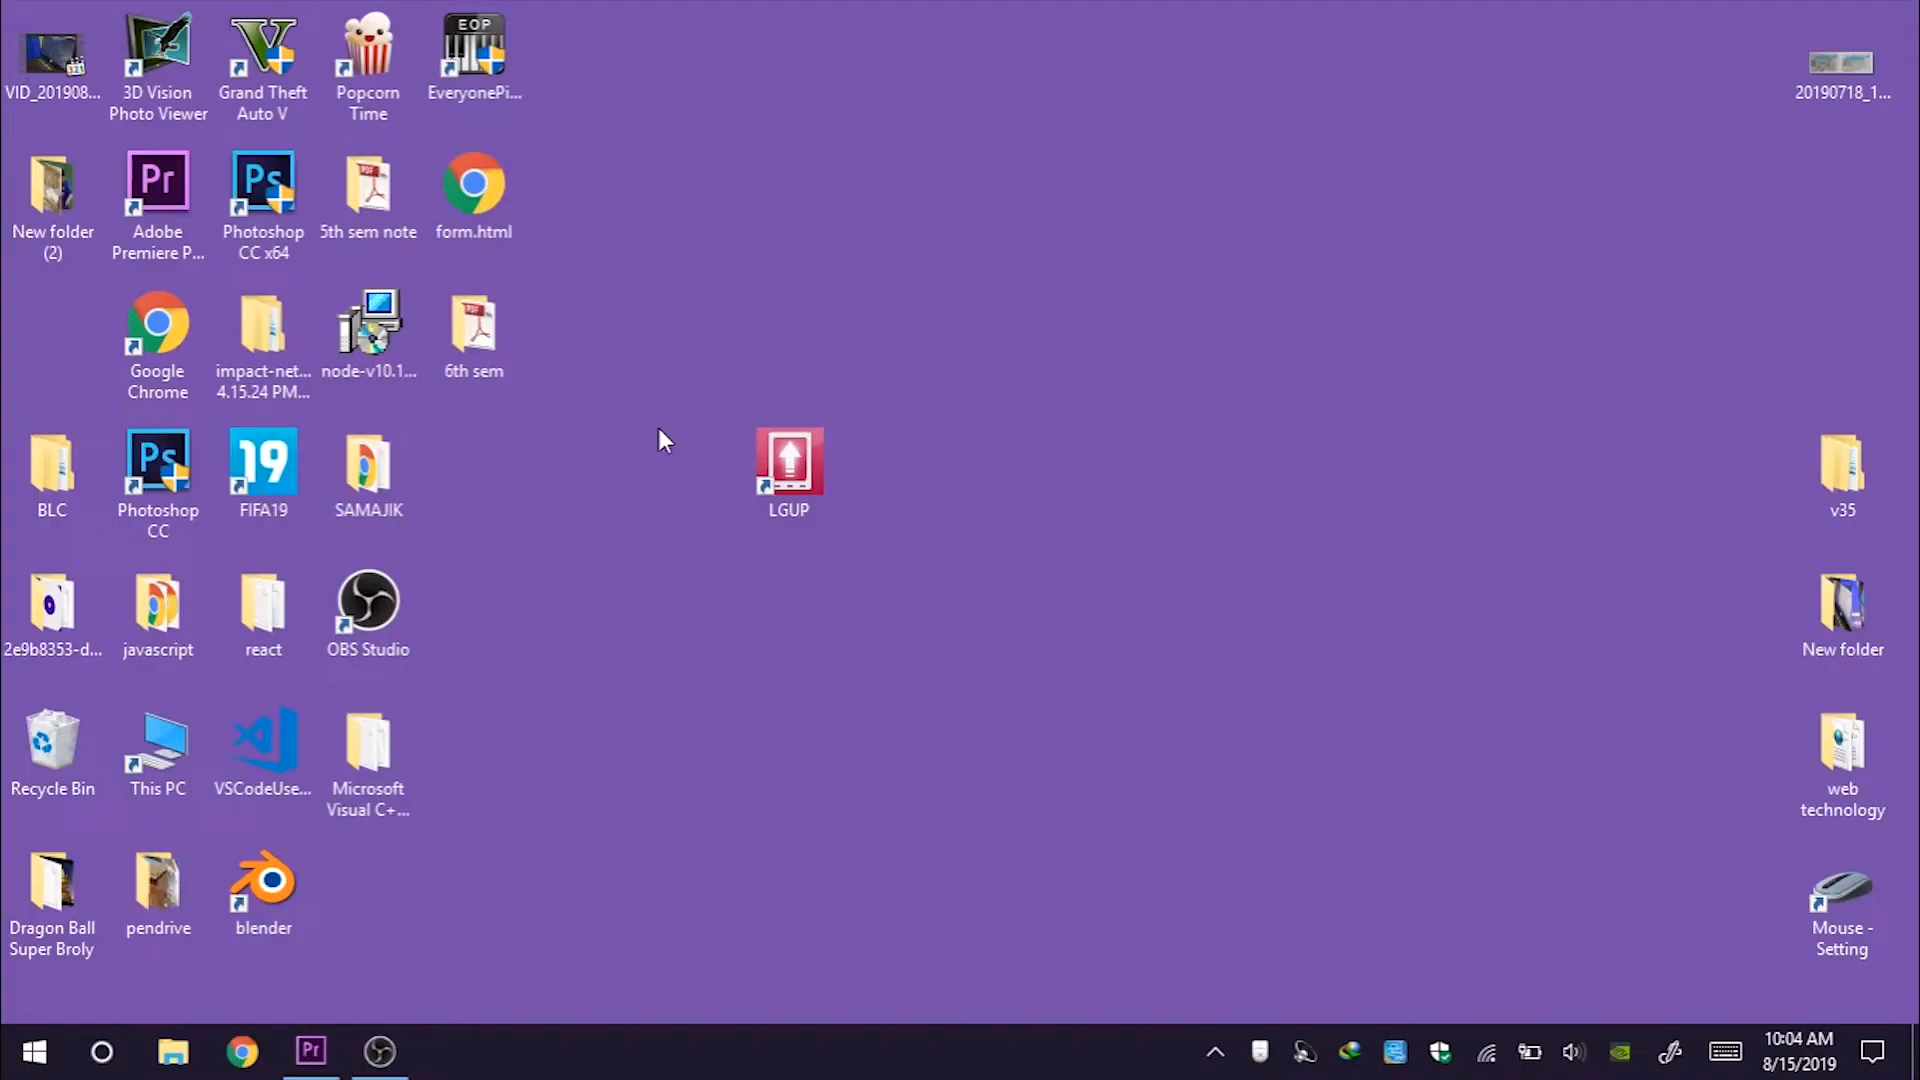 EOP
VID_201908...
3D Vision
Photo Viewer
Grand Theft
Auto V
Popcorn
Time
EveryonePi...
20190718_1...
Pr
Ps
PDF
New folder
(2)
Adobe
Premiere P...
Photoshop
CC x64
5th sem note
form.html
PDF
Google
Chrome
impact-net...
4.15.24 PM...
node-v10.1...
6th sem
Ps
19
BLC
Photoshop
CC
FIFA19
SAMAJIK
LGUP
v35
2e9b8353-d...
javascript
react
OBS Studio
New folder
Recycle Bin
This PC
VSCodeUse...
Microsoft
Visual C+...
web
technology
Dragon Ball
Super Broly
pendrive
blender
Mouse -
Setting
Pr
10:04 AM
8/15/2019